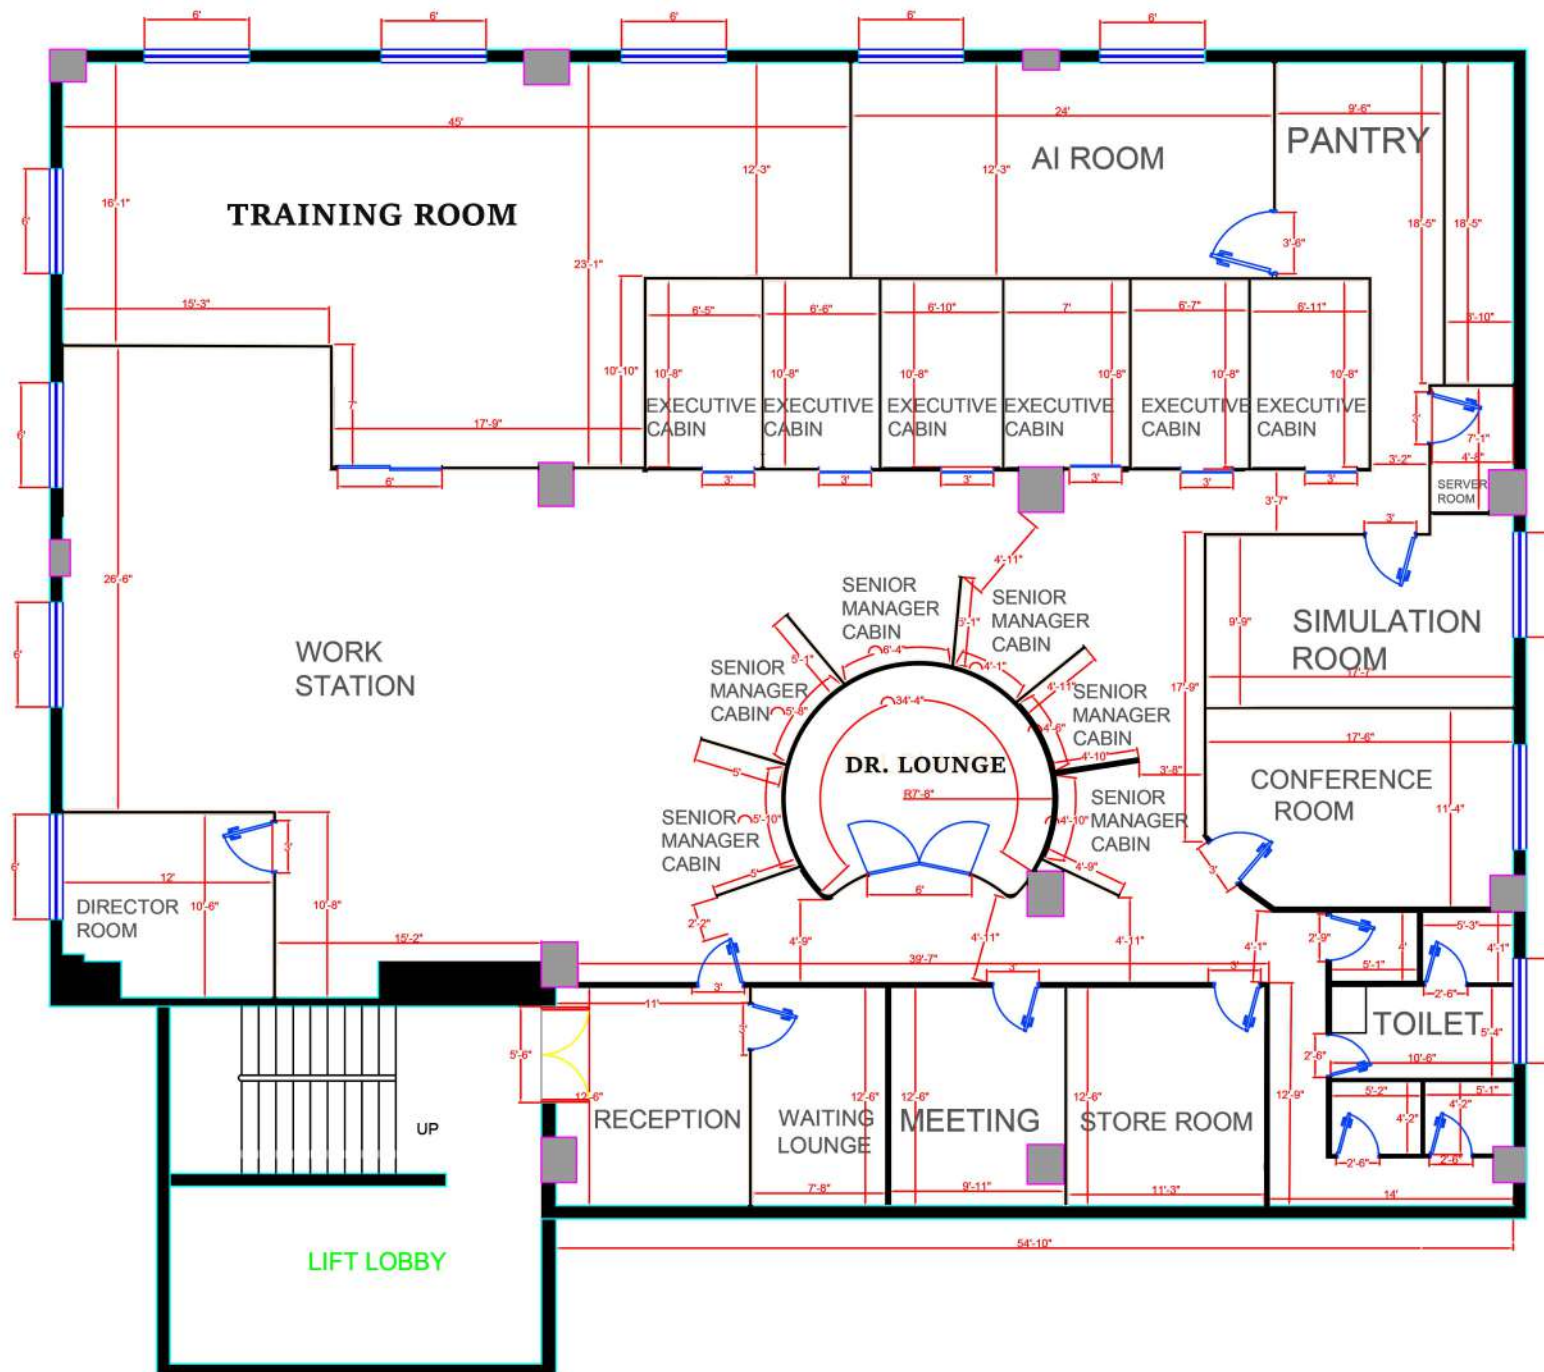 6'
6'
6'
6'
6'
45'
24'
9'-6"
PANTRY
AI ROOM
12'-3"
12'-3"
16'-1"
TRAINING ROOM
6'
3'-6"
18'-5"
18'-5"
23'-1"
15'-3"
6'-5"
6'-6"
6'-10"
7'
6'-7"
6'-11"
3'-10"
10'-10"
10'-8"
10'-8"
10'-8"
10'-8"
10'-8"
10'-8"
7'
EXECUTIVE
CABIN
EXECUTIVE
CABIN
EXECUTIVE
CABIN
EXECUTIVE
CABIN
EXECUTIVE
CABIN
EXECUTIVE
CABIN
17'-9"
6'
6'
3'
3'
3'
3'
3'
3'
3'
7'-1"
3'-2"
4'-6"
SERVER
ROOM
3'-7"
3'
4'-11"
26'-6"
SENIOR
MANAGER
CABIN
SENIOR
MANAGER
CABIN
5'-1"
9'-9"
SIMULATION
ROOM
17'-7"
6'
WORK
STATION
5'-1"
6'-4"
4'-1"
SENIOR
MANAGER
CABIN
5'-8"
34'-4"
4'-11"
4'-6"
SENIOR
MANAGER
CABIN
17'-9"
17'-6"
5'
DR. LOUNGE
4'-10"
3'-8"
CONFERENCE
ROOM
11'-4"
R7'-8"
SENIOR
MANAGER
CABIN
5'-10"
SENIOR
MANAGER
CABIN
4'-10"
6'
3'
12'
DIRECTOR
ROOM
10'-6"
10'-8"
5'
6'
4'-9"
3'
2'-2"
15'-2"
4'-9"
4'-11"
4'-11"
4'-1"
2'-9"
4'
5'-1"
5'-3"
4'-1"
39'-7"
3'
3'
3'
2'-6"
11'
3'
5'-6"
TOILET
5'-4"
2'-6"
10'-6"
12'-6"
RECEPTION
WAITING
LOUNGE
12'-6"
12'-6"
MEETING
12'-6"
STORE ROOM
12'-9"
5'-2"
4'-2"
5'-1"
4'-2"
UP
2'-6"
2'-6"
7'-8"
9'-11"
11'-3"
14'
54'-10"
LIFT LOBBY